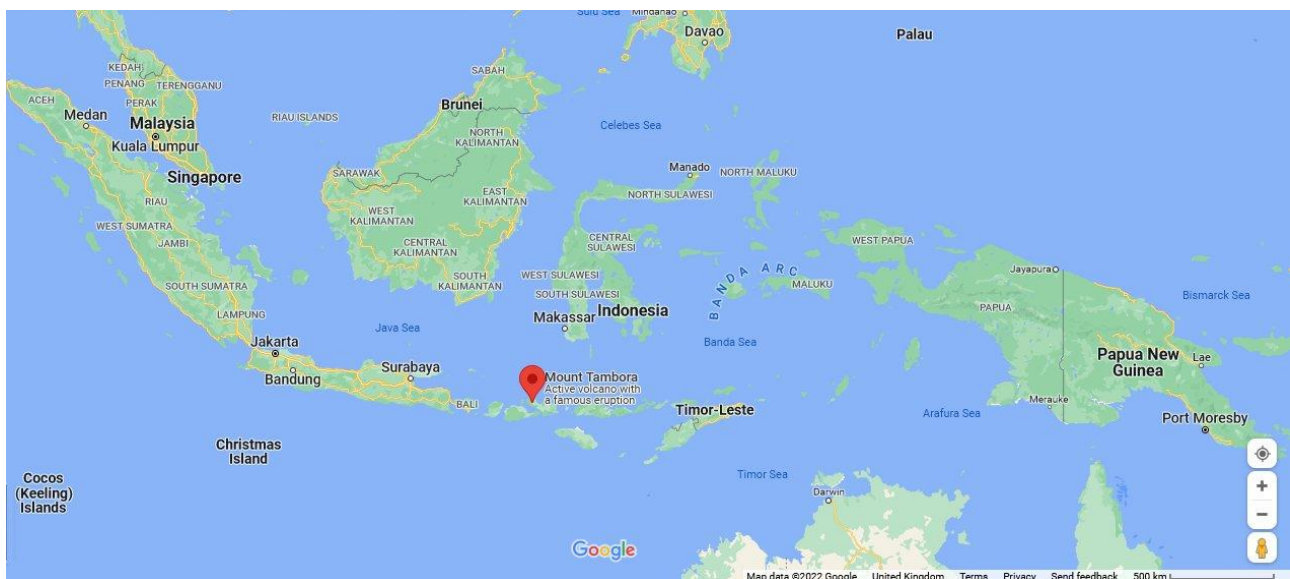 Sulu Sea
Mindanao
Davao
Palau
KEDAH
PENANG
TERENGGANU
PERAK
ACEH
Medan
Malaysia
Kuala Lumpur
Singapore
RIAU ISLANDS
Brunei
SABAH
NORTH
KALIMANTAN
SARAWAK
EAST
KALIMANTAN
WEST
KALIMANTAN
CENTRAL
KALIMANTAN
SOUTH
KALIMANTAN
Celebes Sea
Manado
NORTH MALUKU
NORTH SULAWESI
CENTRAL
SULAWESI
WEST SULAWESI
SOUTH SULAWESI
Makassar
Indonesia
BANDA ARC
MALUKU
WEST PAPUA
Jayapura
PAPUA
Bismarck Sea
RIAU
WEST SUMATRA
JAMBI
SOUTH SUMATRA
LAMPUNG
Java Sea
Banda Sea
Jakarta
Bandung
Surabaya
BALI
Mount Tambora
Active volcano with
a famous eruption
Timor-Leste
Papua New
Guinea
Lae
Merauke
Arafura Sea
Port Moresby
Christmas
Island
Cocos
(Keeling)
Islands
Timor Sea
Darwin
Google
Map data ©2022 Google United Kingdom Terms Privacy Send feedback 500 km